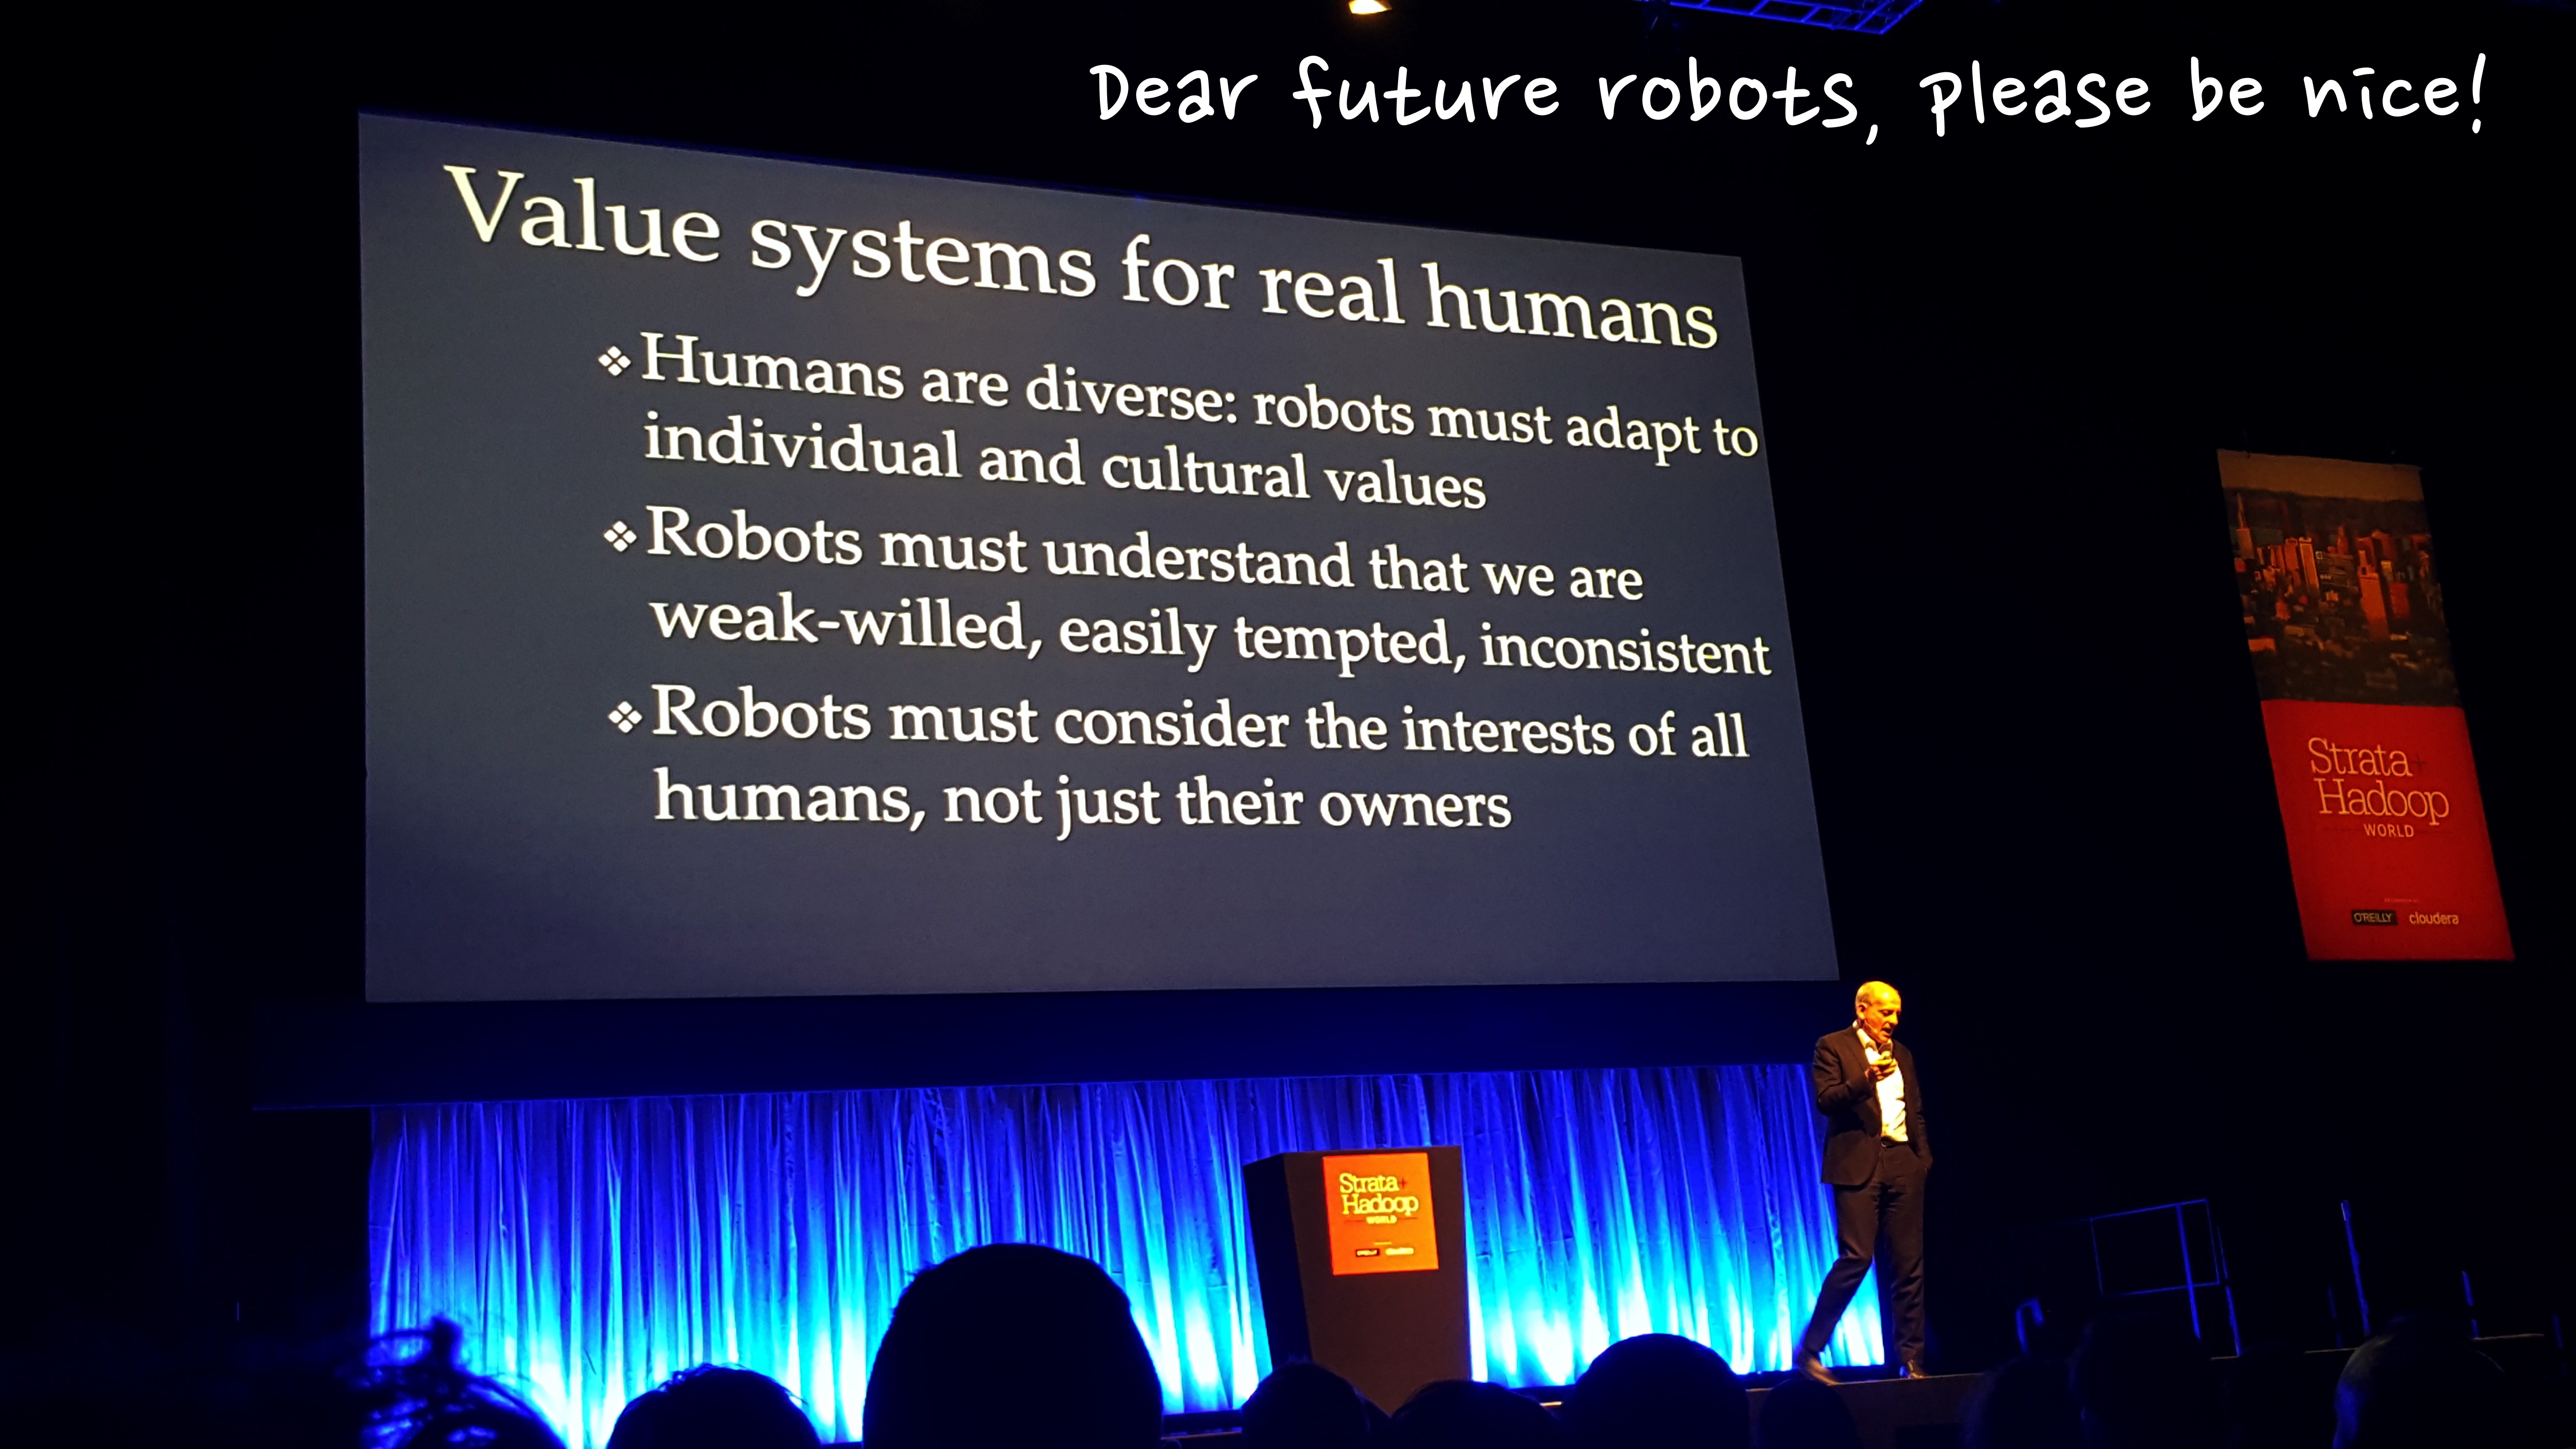 Dear future robots, please be nice!
Value systems for real humans
❖ Humans are diverse: robots must adapt to
individual and cultural values
❖ Robots must understand that we are
weak-willed, easily tempted, inconsistent
❖ Robots must consider the interests of all
humans, not just their owners
Strata+
Hadoop
WORLD
O'REILLY cloudera
Strata+
Hadoop
WORLD
O'REILLY cloudera